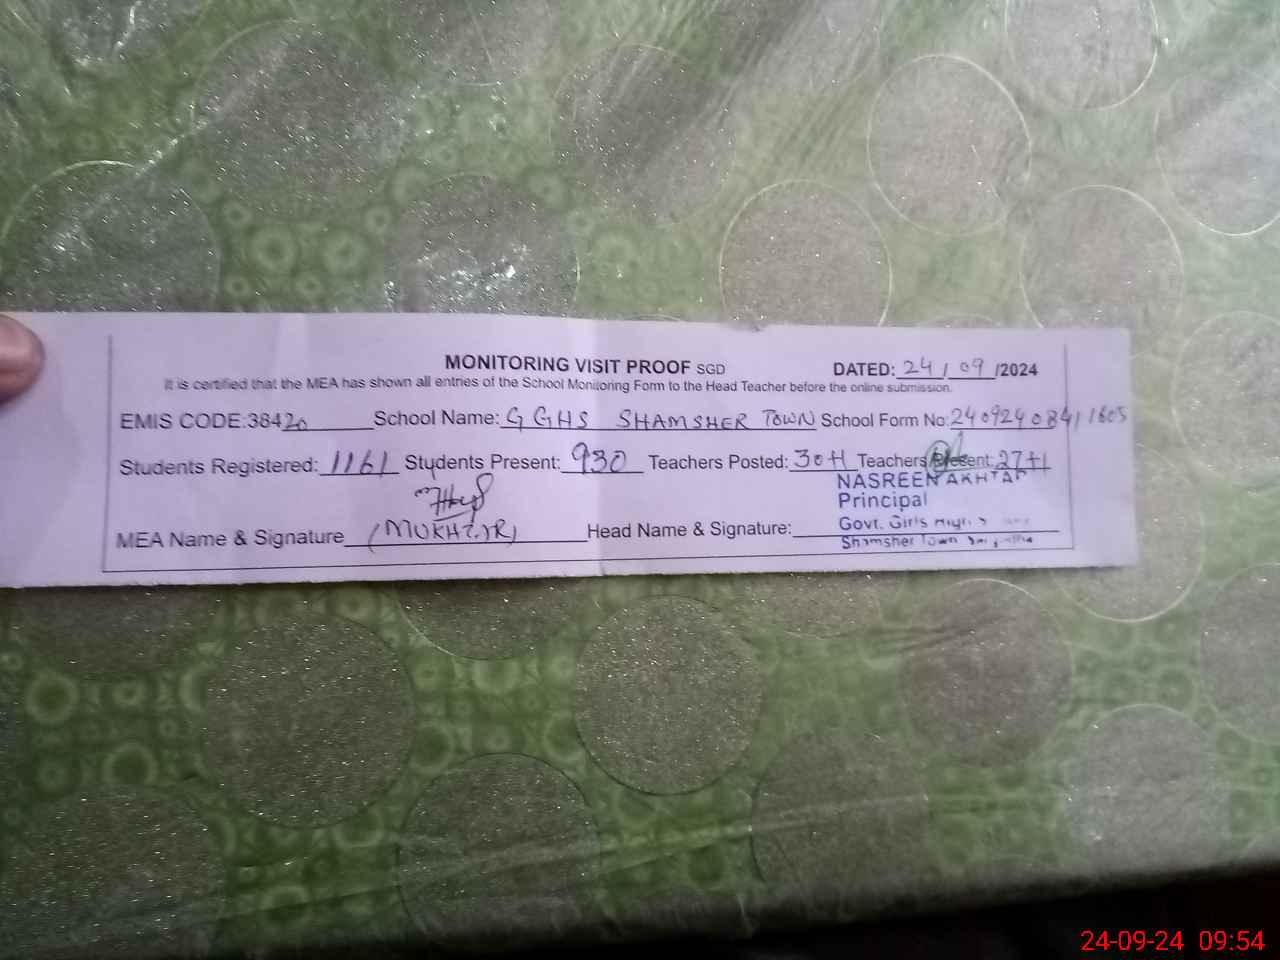 MONITORING VISIT PROOF SGD
DATED: 24/09/2024
It is certified that the MEA has shown all entries of the School Monitoring Form to the Head Teacher before the online submission.
EMIS CODE:38420 School Name: GGHS SHAMSHER TOWN School Form No: 24092408411605
Students Registered: 1161 Students Present: 930 Teachers Posted: 30+1 Teachers Present: 27+1
NASREEN AKHTAR
Principal
Govt. Girls High
Shamsher Town
MEA Name & Signature (MUKHTAR) Head Name & Signature:
24-09-24 09:54